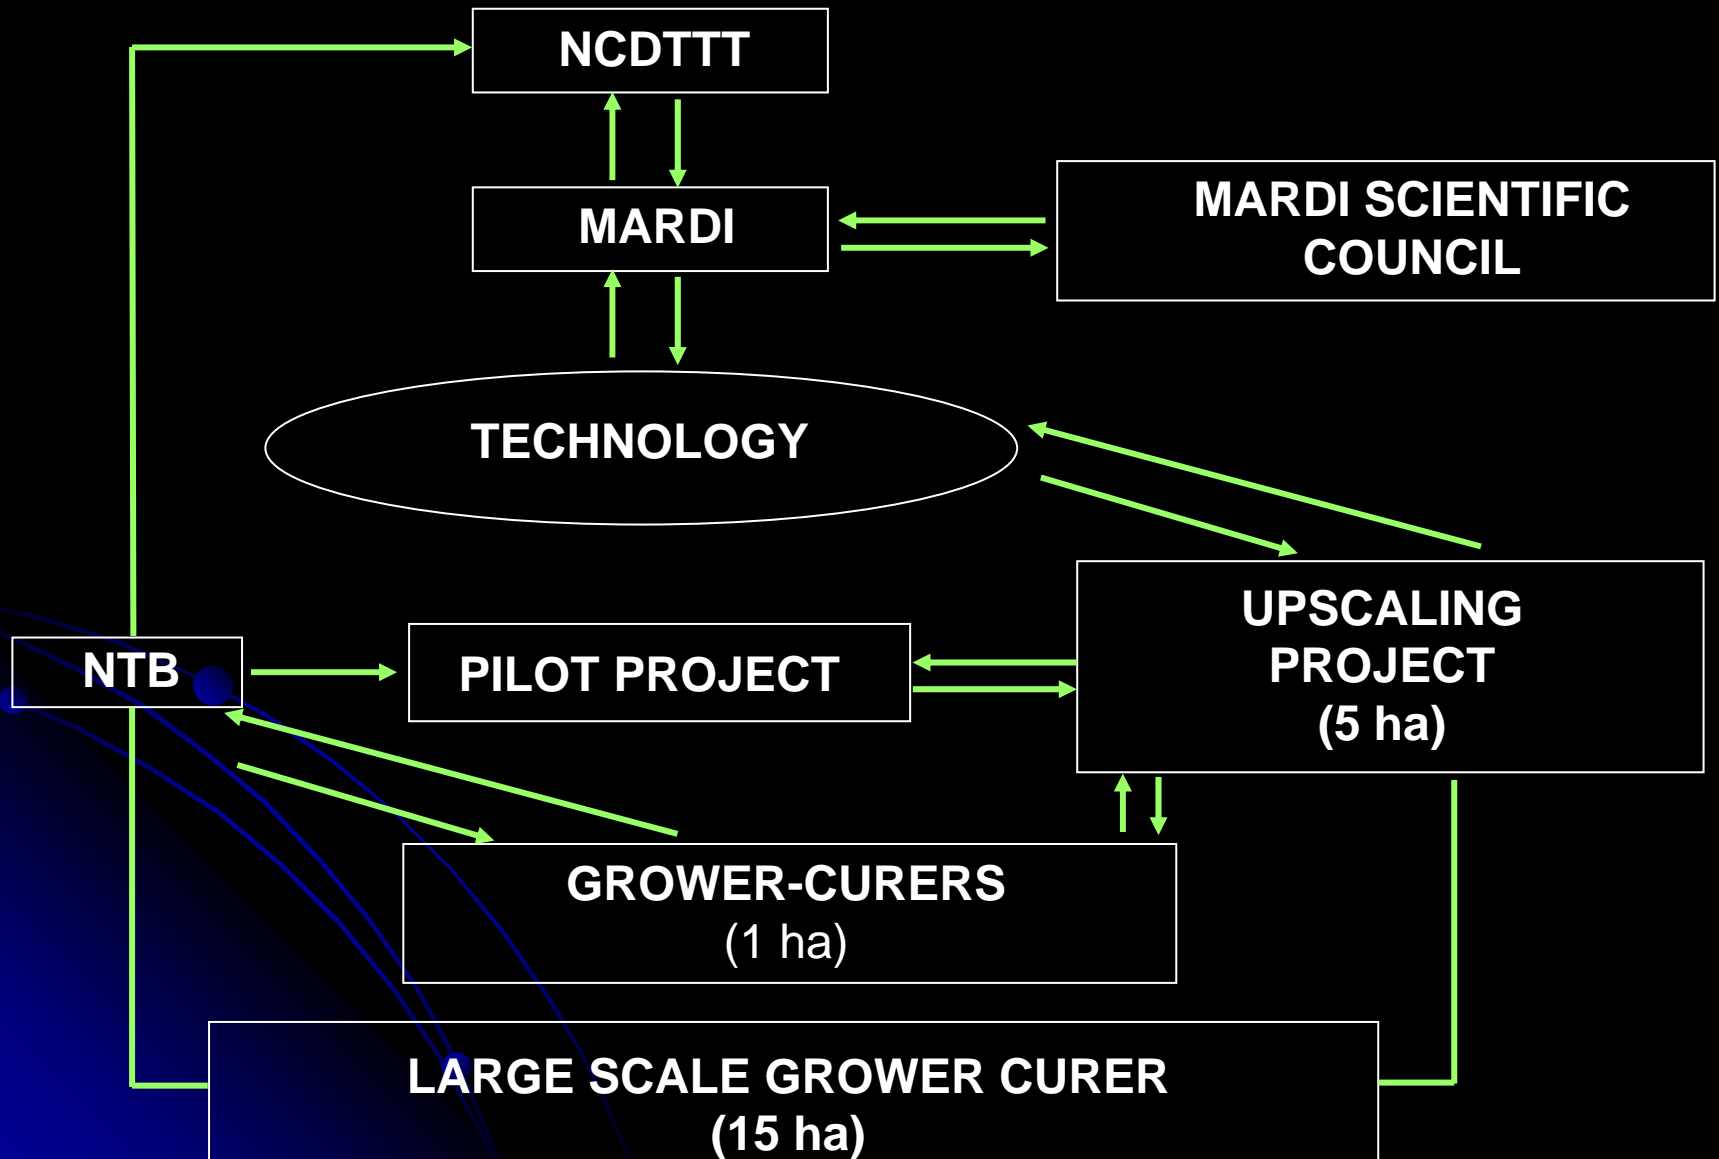 NCDTTT
MARDI
MARDI SCIENTIFIC
COUNCIL
TECHNOLOGY
UPSCALING
PROJECT
(5 ha)
NTB
PILOT PROJECT
GROWER-CURERS
(1 ha)
LARGE SCALE GROWER CURER
(15 ha)